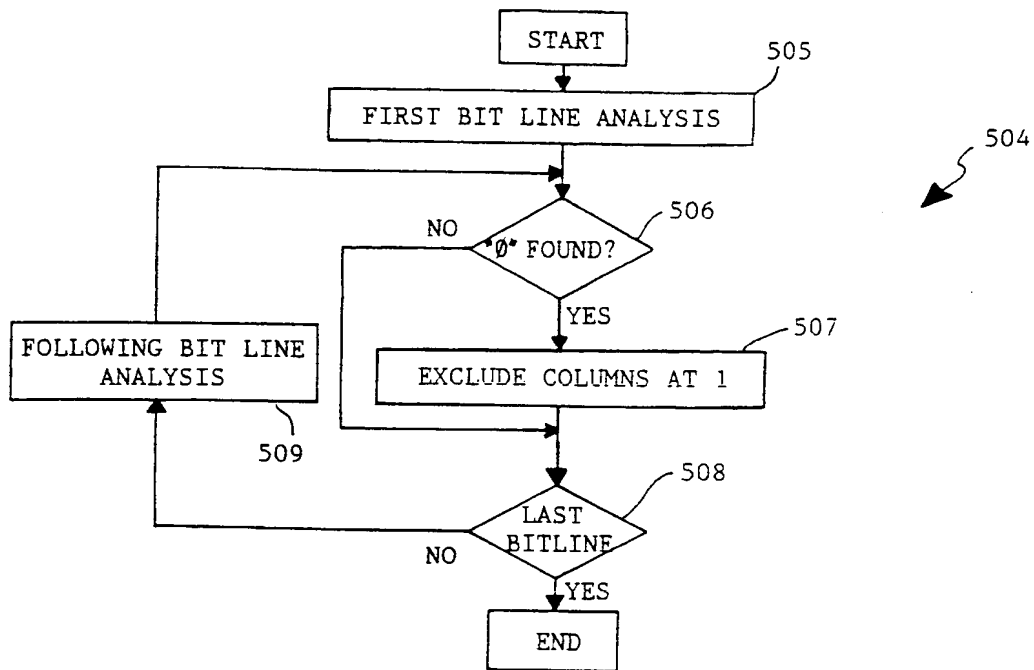 START
505
FIRST BIT LINE ANALYSIS
504
506
NO
"Ø" FOUND?
YES
507
FOLLOWING BIT LINE
ANALYSIS
EXCLUDE COLUMNS AT 1
509
508
LAST
BITLINE
NO
YES
END